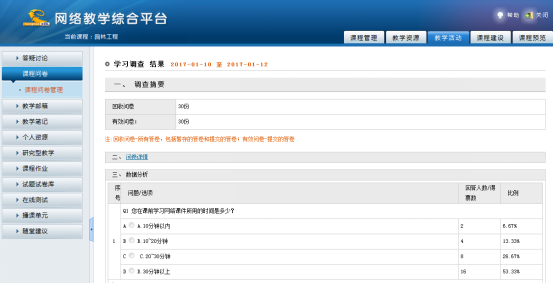 网络教学综合平台
当前课程：园林工程
帮助 关闭
课程管理 教学资源 教学活动 课程建设 课程预览
答疑讨论
课程问卷
课程问卷管理
教学邮箱
教学笔记
个人资源
研究型教学
课程作业
试题试卷库
在线测试
播课单元
随堂建议
学习调查 结果 2017-01-10 至 2017-01-12
一、 调查摘要
回收问卷 30份
有效问卷： 30份
注:回收问卷-所有答卷，包括暂存的答卷和提交的答卷；有效问卷-提交的答卷
二、问卷详情
三、数据分析
序号 问题/选项 回答人数/得票数 比例
Q1 您在课前学习网络课件所用的时间是多少？
1
A A.10分钟以内 2 6.67%
B B.10~20分钟 4 13.33%
C C.20~30分钟 8 26.67%
D D.30分钟以上 16 53.33%